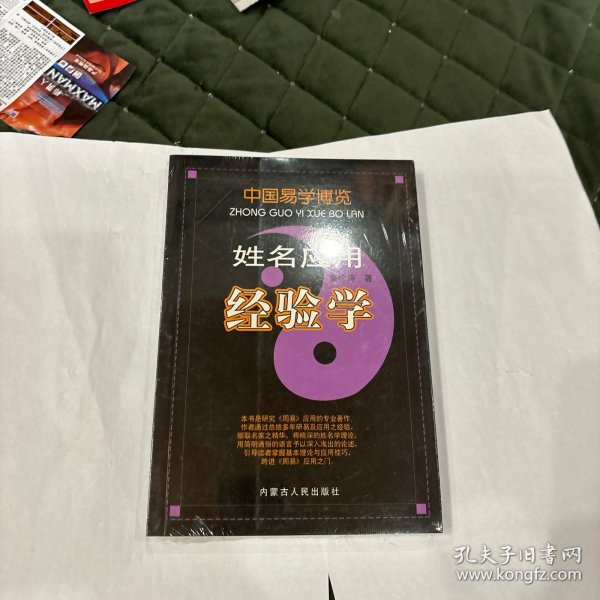 MAXMAN
中国易学博览
ZHONG GUO YI XUE BO LAN
姓名应用
著
经验学
本书是研究《周易》应用的专业著作.
作者通过总结多年研易及应用之经验、
撷取名家之精华、将精深的姓名学理论,
用简明通俗的语言予以深入浅出的论述,
引导读者掌握基本理论与应用技巧,
跨进《周易》应用之门.
内蒙古人民出版社
孔夫子旧书网
www.kongfz.com